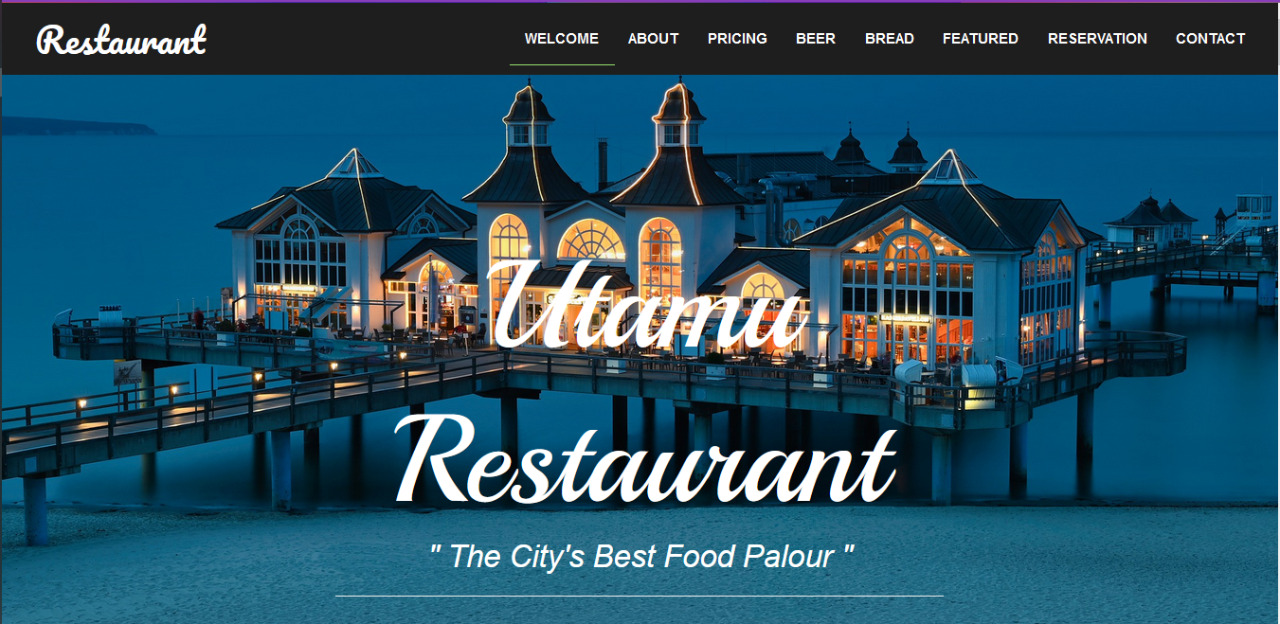 Restaurant
WELCOME ABOUT PRICING BEER BREAD FEATURED RESERVATION CONTACT
Utamu
Restaurant
" The City's Best Food Palour "